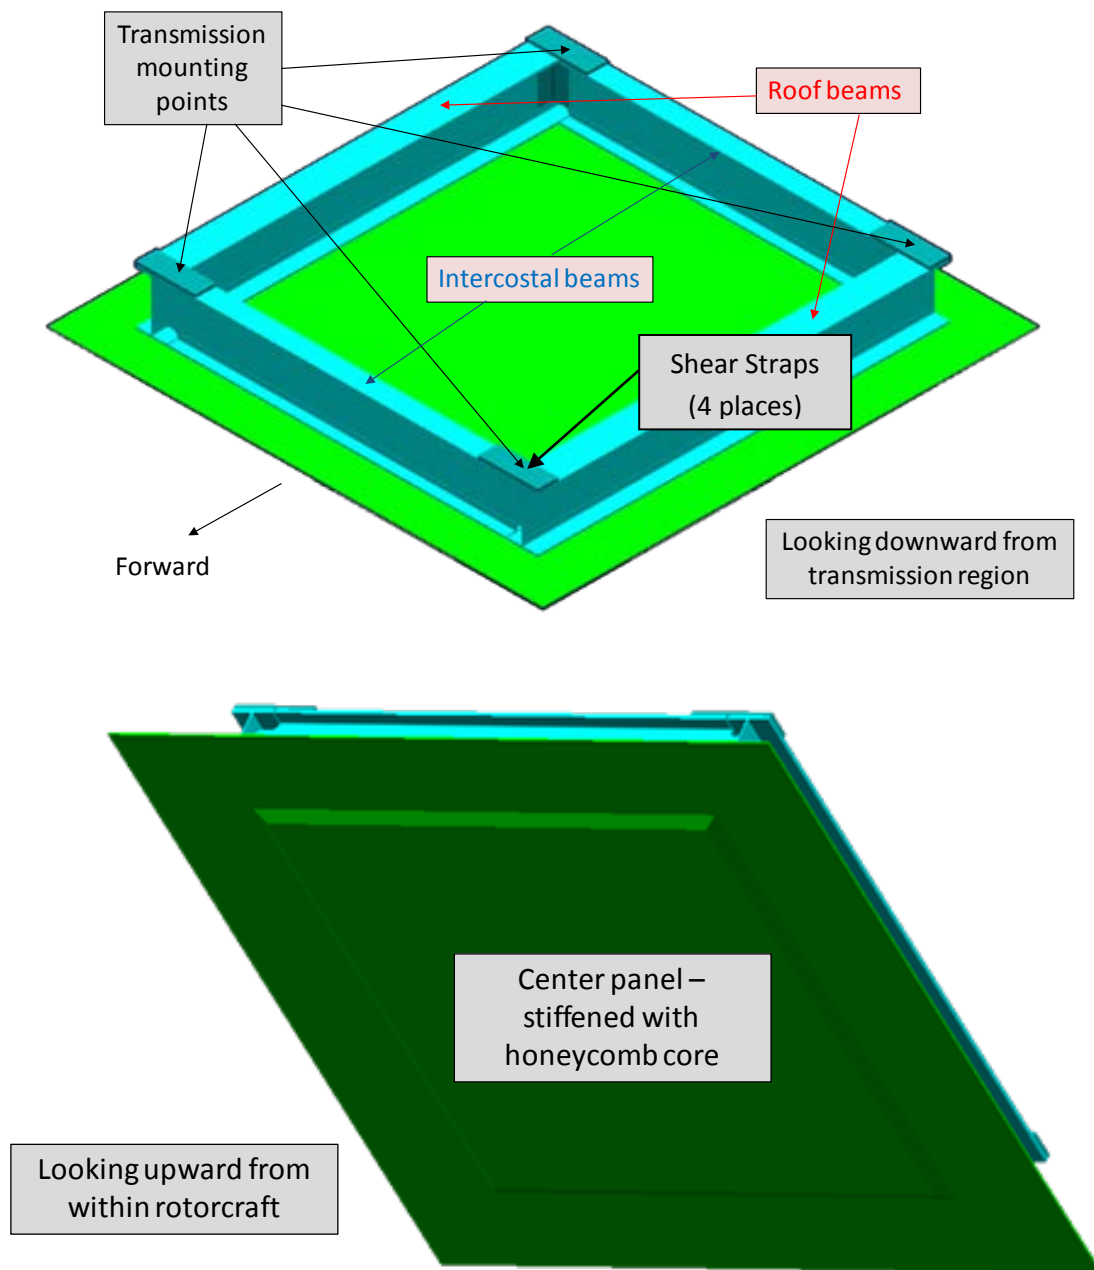 Transmission
mounting
points
Roof beams
Intercostal beams
Shear Straps
(4 places)
Forward
Looking downward from
transmission region
Center panel –
stiffened with
honeycomb core
Looking upward from
within rotorcraft